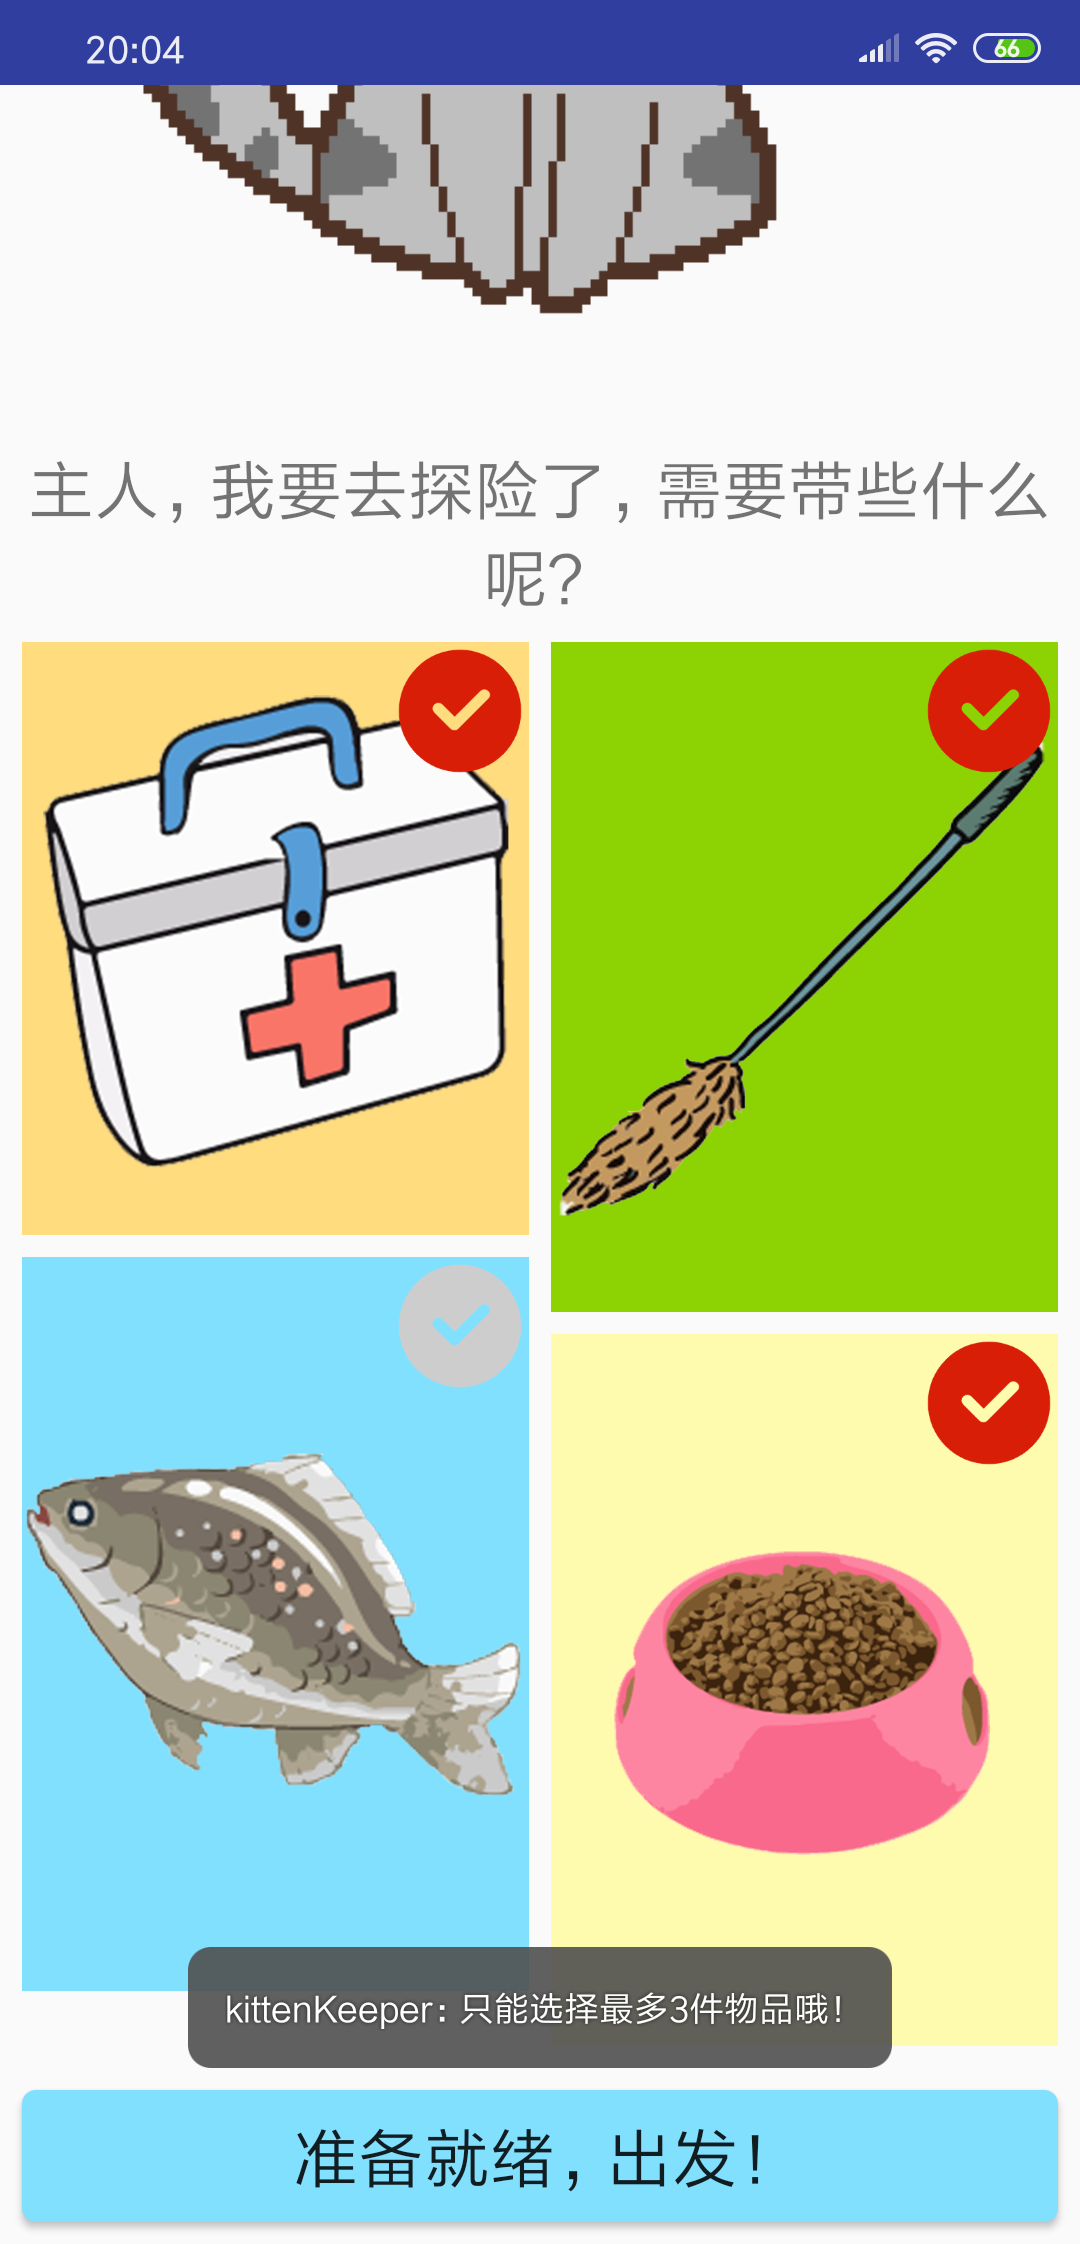 20:04
66
主人，我要去探险了，需要带些什么
呢？
kittenKeeper：只能选择最多3件物品哦！
准备就绪，出发！